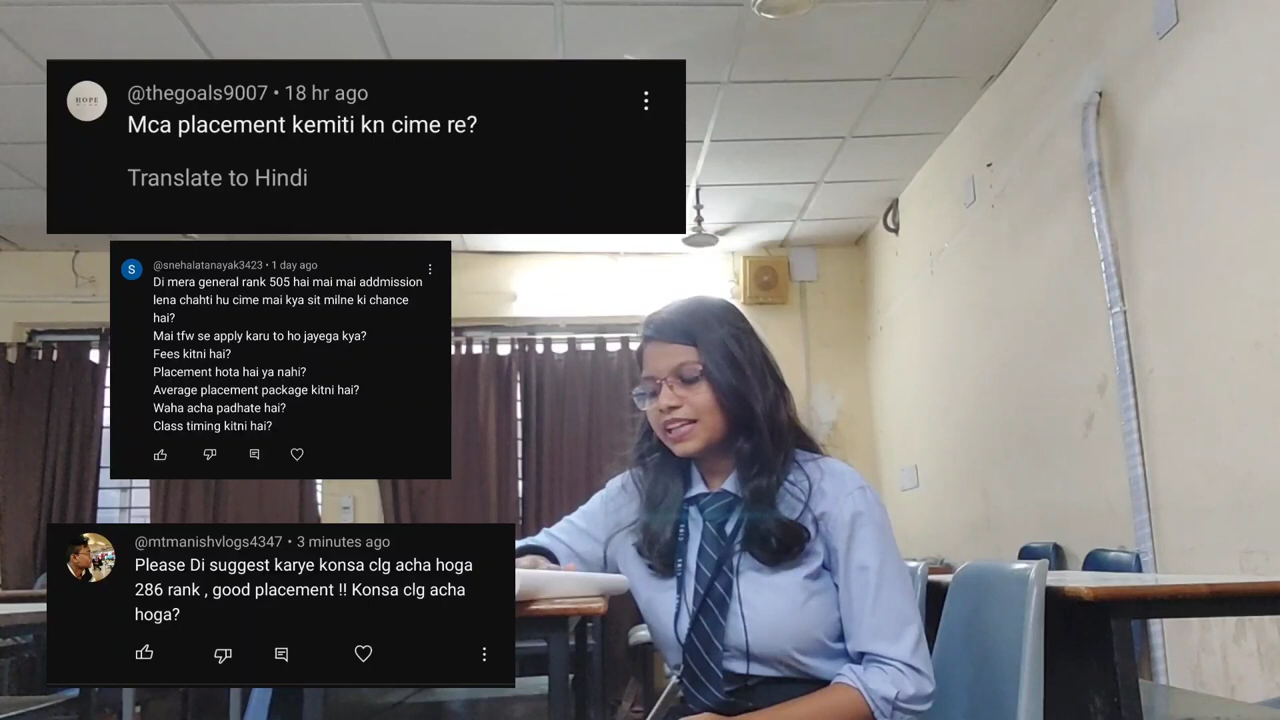 HOPE
@thegoals9007 • 18 hr ago
Mca placement kemiti kn cime re?
Translate to Hindi
S
@snehalatanayak3423 • 1 day ago
Di mera general rank 505 hai mai mai addmission
lena chahti hu cime mai kya sit milne ki chance
hai?
Mai tfw se apply karu to ho jayega kya?
Fees kitni hai?
Placement hota hai ya nahi?
Average placement package kitni hai?
Waha acha padhate hai?
Class timing kitni hai?
@mtmanishvlogs4347 • 3 minutes ago
Please Di suggest karye konsa clg acha hoga
286 rank , good placement !! Konsa clg acha
hoga?